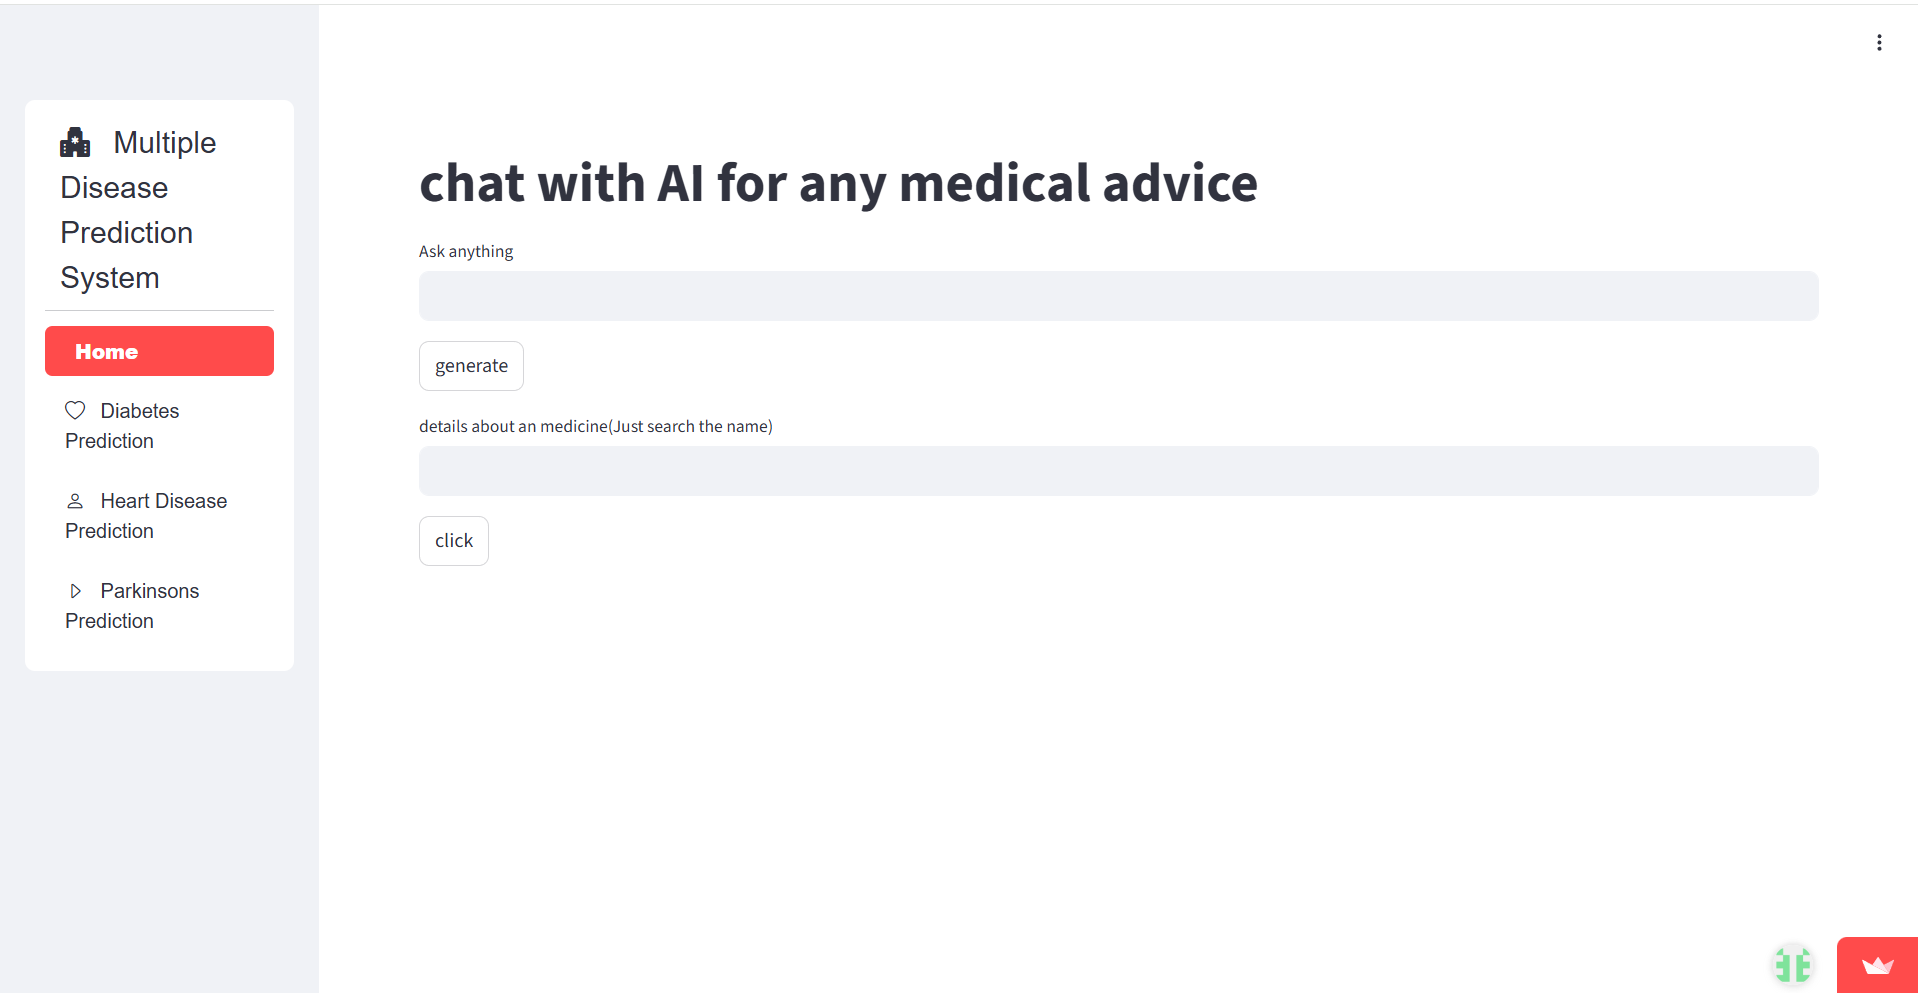 Multiple
Disease
Prediction
System
Home
Diabetes
Prediction
Heart Disease
Prediction
Parkinsons
Prediction
chat with AI for any medical advice
Ask anything
generate
details about an medicine(Just search the name)
click